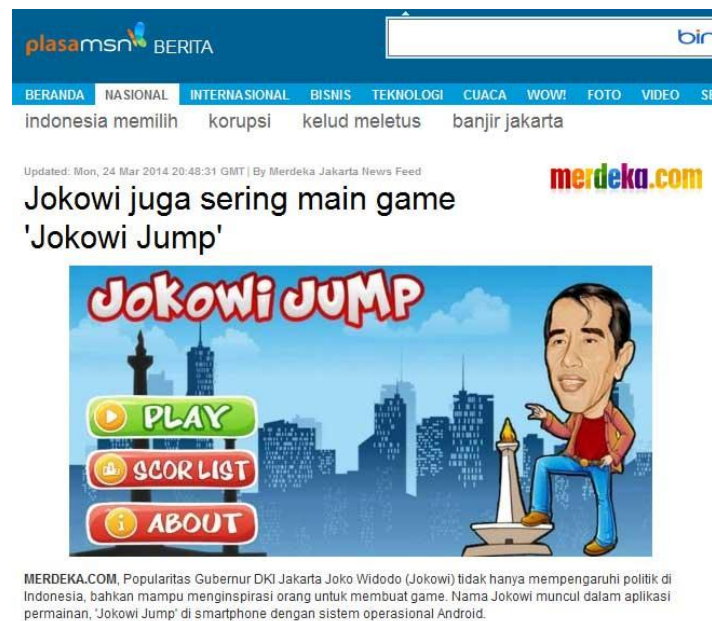 plasamsn BERITA
bin
BERANDA NASIONAL INTERNASIONAL BISNIS TEKNOLOGI CUACA WOW! FOTO VIDEO
indonesia memilih korupsi kelud meletus banjir jakarta
Updated: Mon, 24 Mar 2014 20:48:31 GMT | By Merdeka Jakarta News Feed
merdeka.com
Jokowi juga sering main game
'Jokowi Jump'
JOKOWI JUMP
PLAY
SCOR LIST
ABOUT
MERDEKA.COM, Popularitas Gubernur DKI Jakarta Joko Widodo (Jokowi) tidak hanya mempengaruhi politik di
Indonesia, bahkan mampu menginspirasi orang untuk membuat game. Nama Jokowi muncul dalam aplikasi
permainan, 'Jokowi Jump' di smartphone dengan sistem operasional Android.